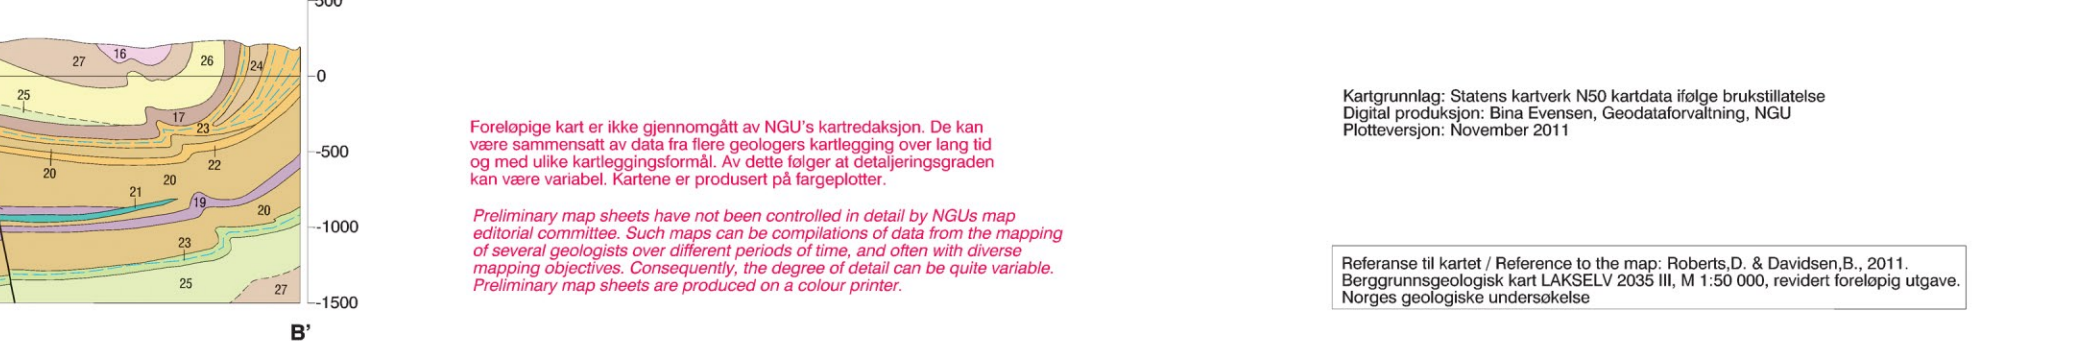 500
16
27
26
24
0
25
17
23
-500
22
20
20
21
19
20
-1000
23
25
27
-1500
B’
Foreløpige kart er ikke gjennomgått av NGU's kartredaksjon. De kan
være sammensatt av data fra flere geologers kartlegging over lang tid
og med ulike kartleggingsformål. Av dette følger at detaljeringsgraden
kan være variabel. Kartene er produsert på fargeplotter.
Preliminary map sheets have not been controlled in detail by NGUs map
editorial committee. Such maps can be compilations of data from the mapping
of several geologists over different periods of time, and often with diverse
mapping objectives. Consequently, the degree of detail can be quite variable.
Preliminary map sheets are produced on a colour printer.
Kartgrunnlag: Statens kartverk N50 kartdata ifølge brukstillatelse
Digital produksjon: Bina Evensen, Geodataforvaltning, NGU
Plotteversjon: November 2011
Referanse til kartet / Reference to the map: Roberts,D. & Davidsen,B., 2011.
Berggrunnsgeologisk kart LAKSELV 2035 III, M 1:50 000, revidert foreløpig utgave.
Norges geologiske undersøkelse